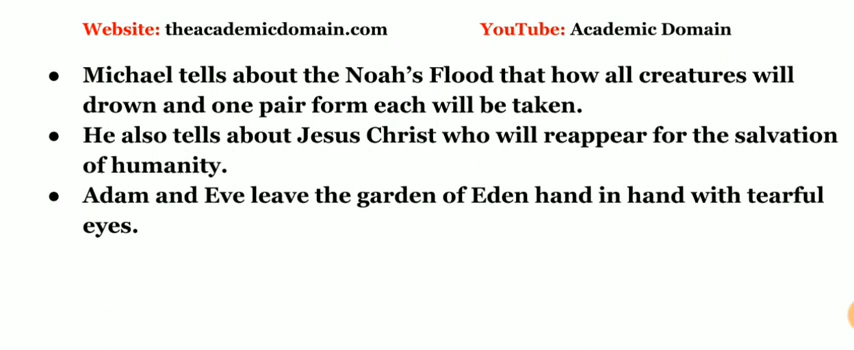 Website: theacademicdomain.com YouTube: Academic Domain
● Michael tells about the Noah’s Flood that how all creatures will
drown and one pair form each will be taken.
● He also tells about Jesus Christ who will reappear for the salvation
of humanity.
● Adam and Eve leave the garden of Eden hand in hand with tearful
eyes.